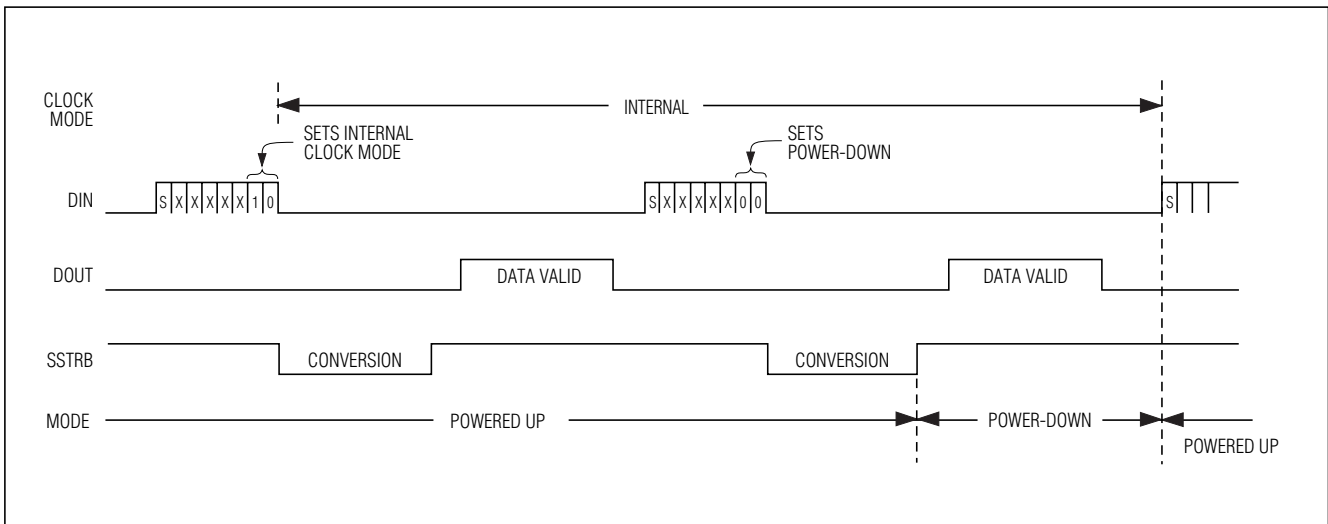 CLOCK
MODE
INTERNAL
SETS INTERNAL
CLOCK MODE
SETS
POWER-DOWN
DIN
S X X X X X 1 0
S X X X X X 0 0
S
DOUT
DATA VALID
DATA VALID
SSTRB
CONVERSION
CONVERSION
MODE
POWERED UP
POWER-DOWN
POWERED UP